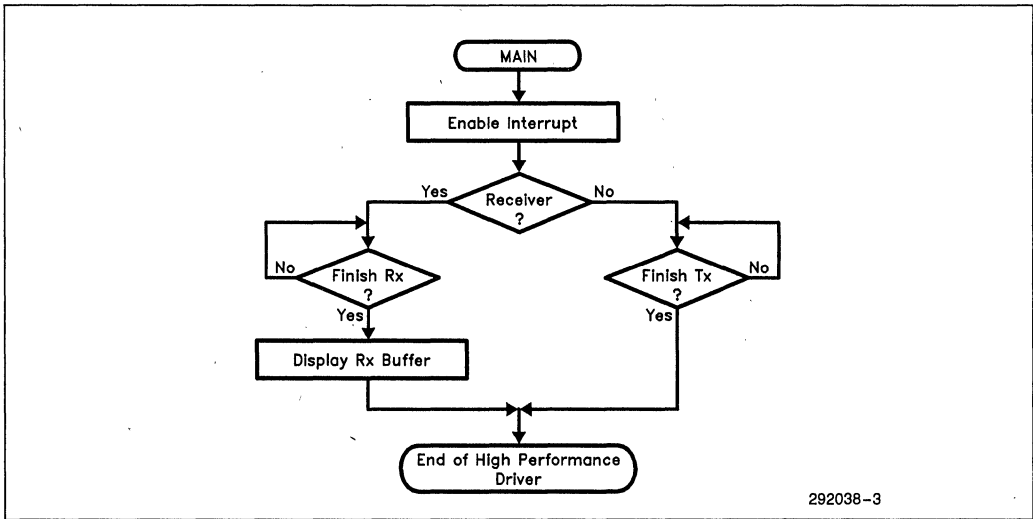 MAIN
Enable Interrupt
Yes
Receiver
?
No
No
Finish Rx
?
Yes
Finish Tx
?
No
Yes
Display Rx Buffer
End of High Performance
Driver
292038-3